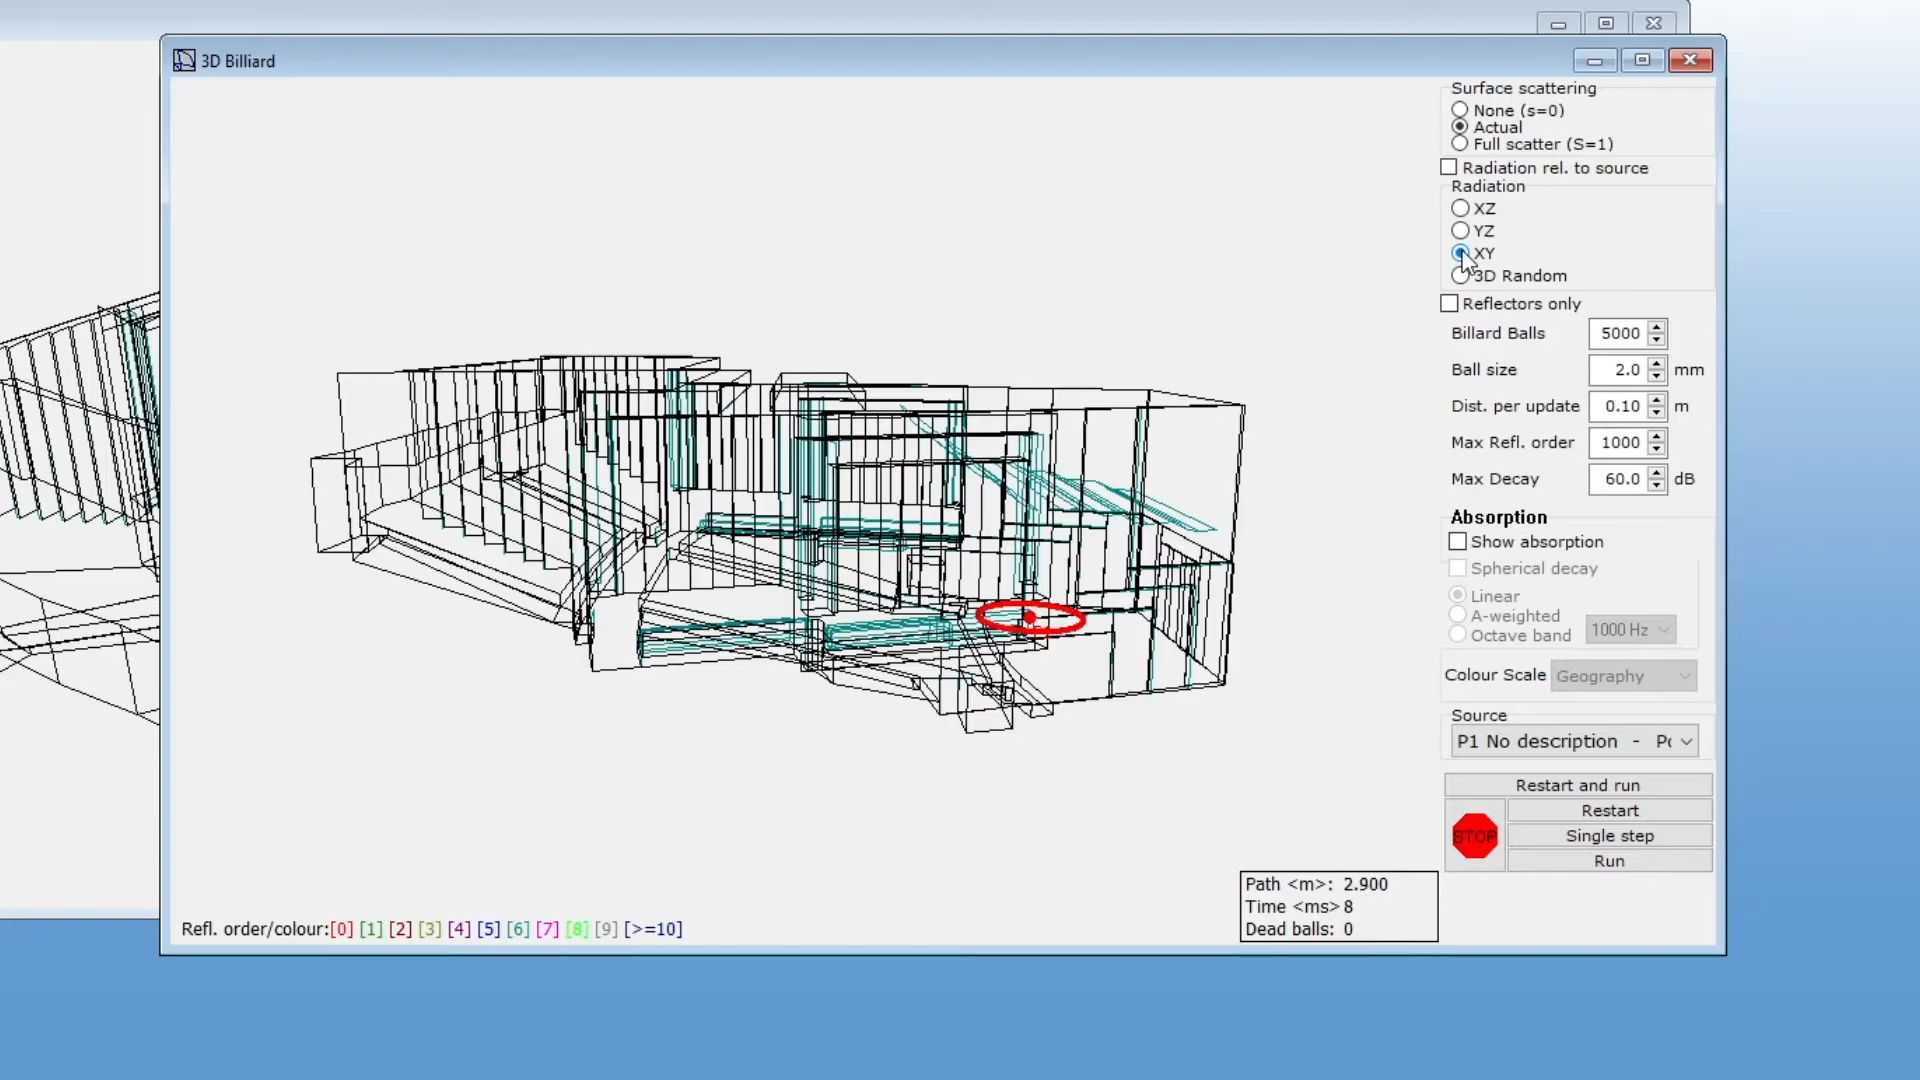 3D Billiard
Surface scattering
None (s=0)
Actual
Full scatter (S=1)
Radiation rel. to source
Radiation
XZ
YZ
XY
3D Random
Reflectors only
Billard Balls 5000
Ball size 2.0 mm
Dist. per update 0.10 m
Max Refl. order 1000
Max Decay 60.0 dB
Absorption
Show absorption
Spherical decay
Linear
A-weighted
Octave band 1000 Hz
Colour Scale Geography
Source
P1 No description - Po
Restart and run
Restart
STOP
Single step
Run
Path <m>: 2.900
Time <ms> 8
Dead balls: 0
Refl. order/colour:[0] [1] [2] [3] [4] [5] [6] [7] [8] [9] [>=10]